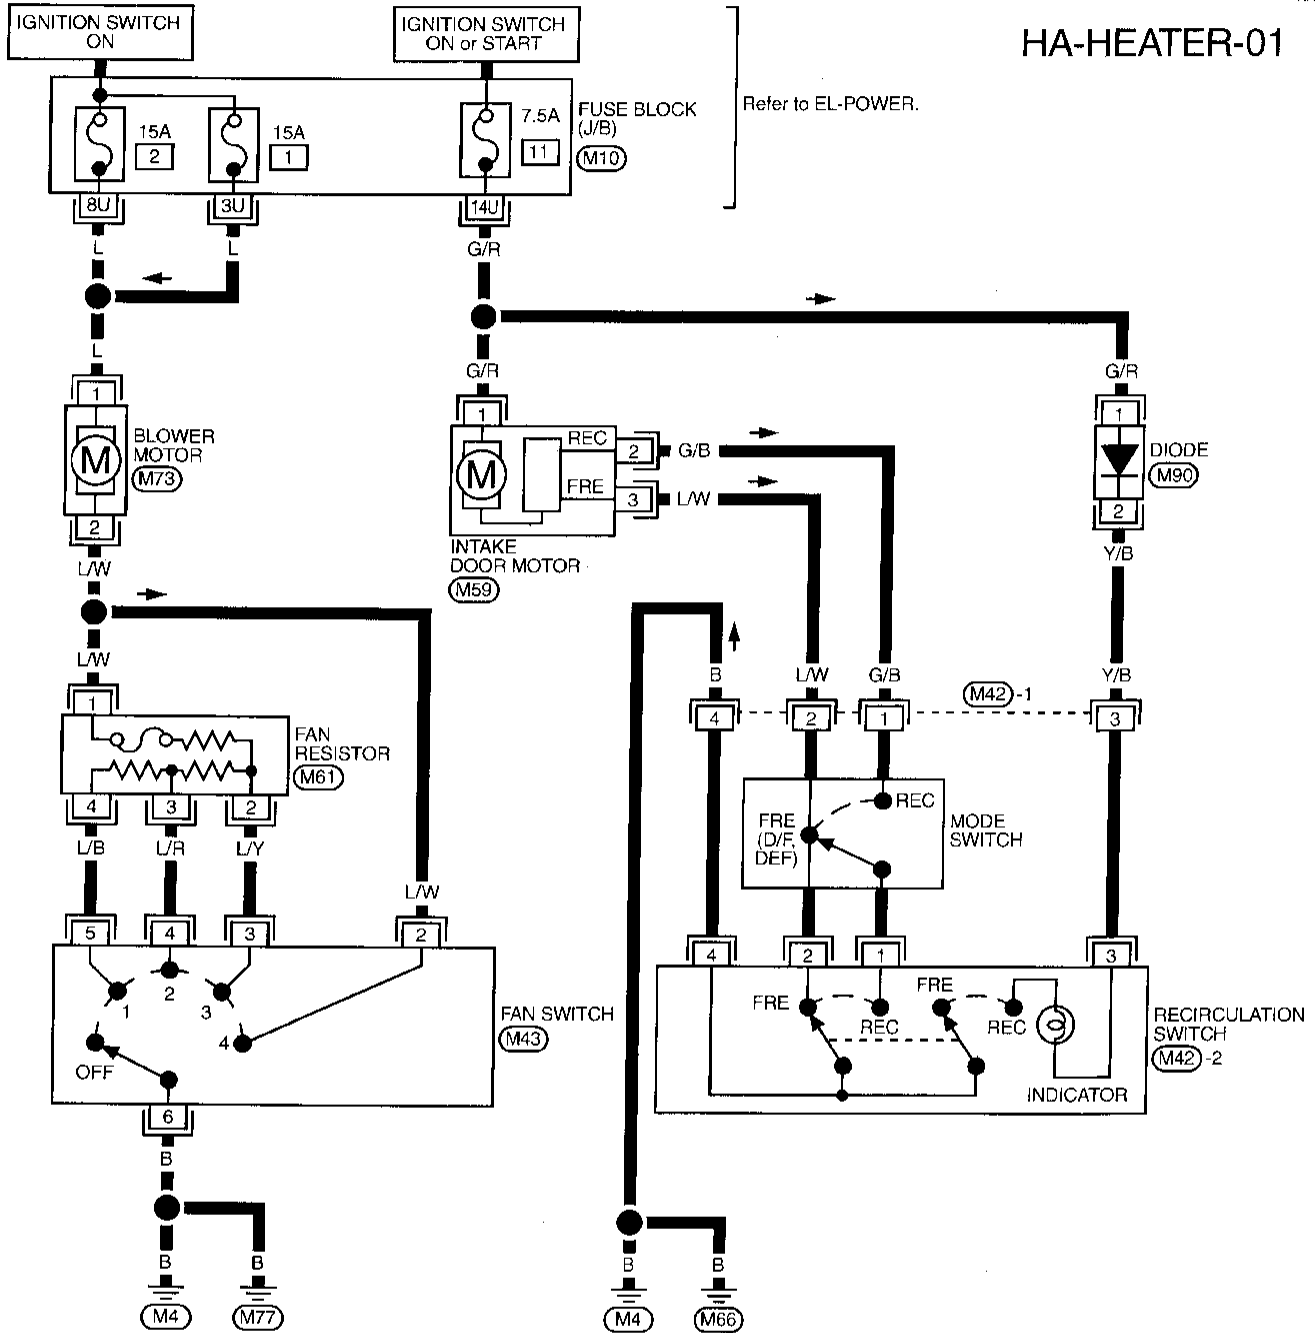 IGNITION SWITCH
ON
IGNITION SWITCH
ON or START
HA-HEATER-01
15A
2
15A
1
7.5A
11
FUSE BLOCK
(J/B)
M10
Refer to EL-POWER.
8U
3U
14U
L
L
G/R
L
G/R
G/R
1
1
1
BLOWER
MOTOR
M73
M
2
M
REC
2
G/B
FRE
3
L/W
INTAKE
DOOR MOTOR
M59
DIODE
M90
2
Y/B
L/W
L/W
1
FAN
RESISTOR
M61
4
3
2
L/B
L/R
L/Y
L/W
B
L/W
G/B
Y/B
M42 -1
4
2
1
3
REC
FRE
(D/F,
DEF)
MODE
SWITCH
5
4
3
2
1
2
3
4
OFF
FAN SWITCH
M43
6
4
2
1
3
FRE
REC
FRE
REC
INDICATOR
RECIRCULATION
SWITCH
M42 -2
B
B
B
M4
M77
B
B
M4
M66